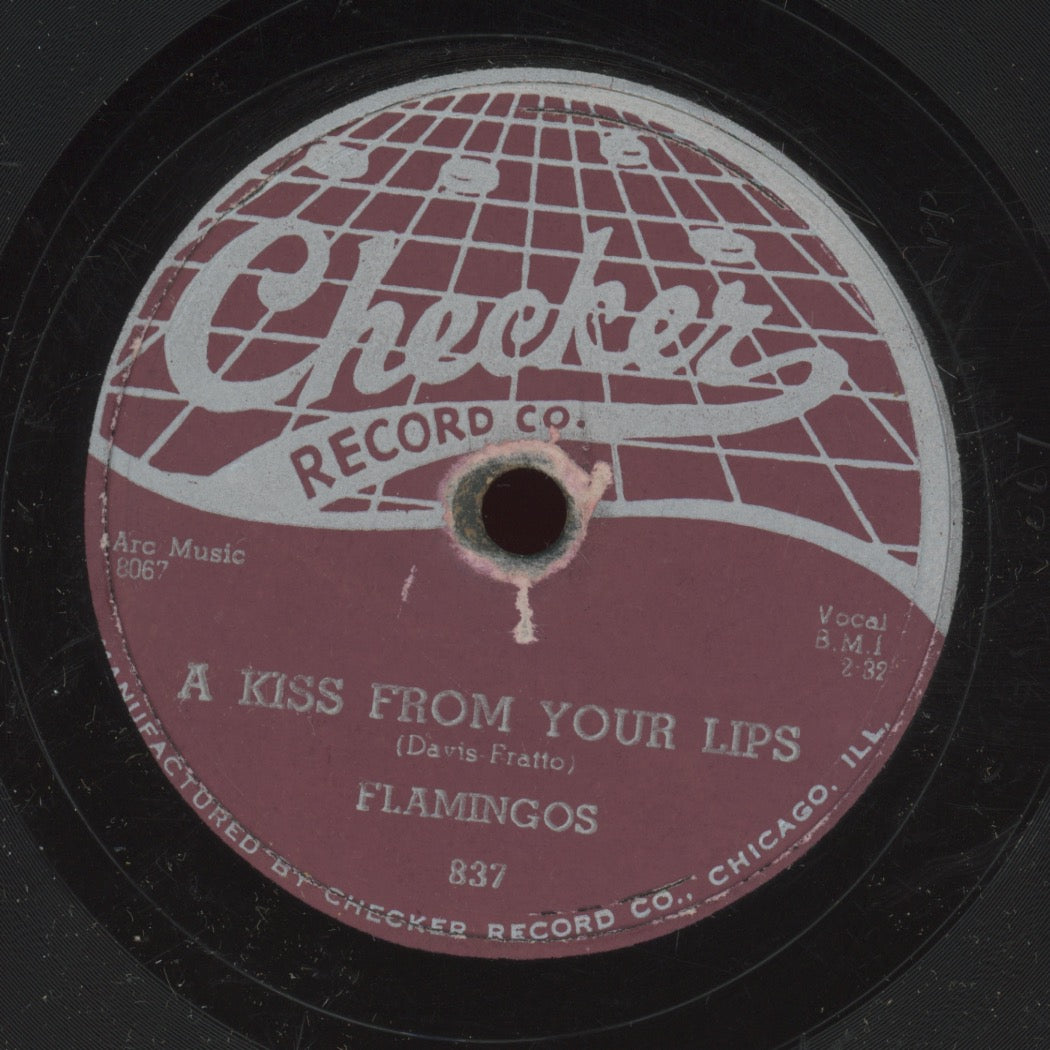 Checker
RECORD CO.
Arc Music
8067
Vocal
B.M.I
2-32
A KISS FROM YOUR LIPS
(Davis-Fratto)
FLAMINGOS
837
MANUFACTURED BY CHECKER RECORD CO., CHICAGO, ILL.